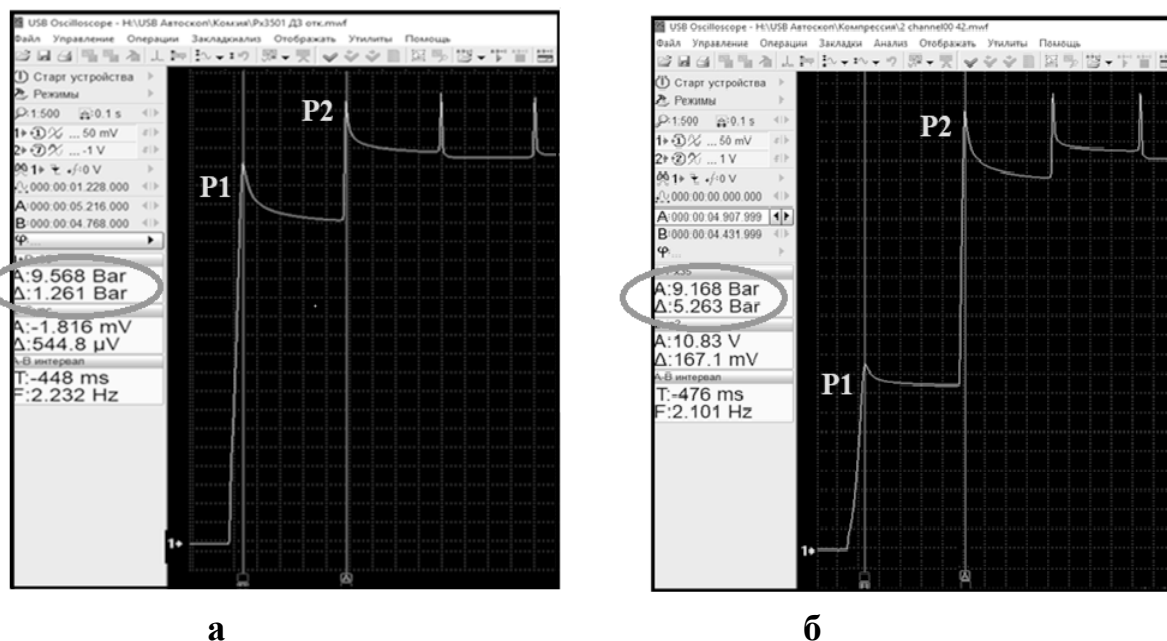 USB Oscilloscope - H:\USB Автоскоп\Ком.ия\Px3501 ДЗ отк.mwf
Файл Управление Операции Закладкиализ Отображать Утилиты Помощь
Старт устройства
Режимы
1:500 0.1 s
1 ... 50 mV
2 ... -1 V
1 0 V
000:00:01.228.000
A 000:00:05.216.000
B 000:00:04.768.000
φ ...
A:9.568 Bar
Δ:1.261 Bar
A:-1.816 mV
Δ:544.8 µV
A-B интервал
T:-448 ms
F:2.232 Hz
P1
P2
1
а
USB Oscilloscope - H:\USB Автоскоп\Компрессия\2 channel00 42.mwf
Файл Управление Операции Закладки Анализ Отображать Утилиты Помощь
Старт устройства
Режимы
1:500 0.1 s
1 ... 50 mV
2 ... 1 V
1 0 V
000:00:00.000.000
A 000:00:04.907.999
B 000:00:04.431.999
φ ...
A:9.168 Bar
Δ:5.263 Bar
A:10.83 V
Δ:167.1 mV
A-B интервал
T:-476 ms
F:2.101 Hz
P1
P2
1
б